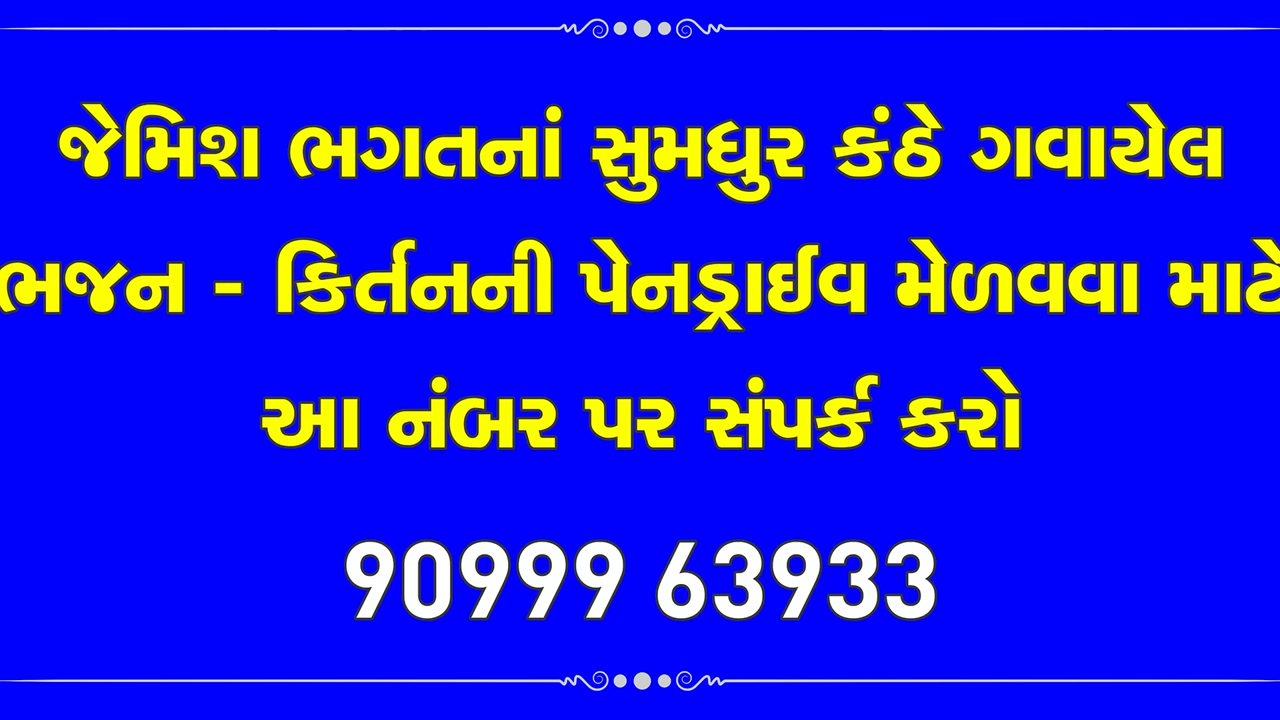 જેમિશ ભગતનાં સુમધુર કંઠે ગવાયેલ
ભજન - કિર્તનની પેનડ્રાઈવ મેળવવા માટે
આ નંબર પર સંપર્ક કરો
90999 63933